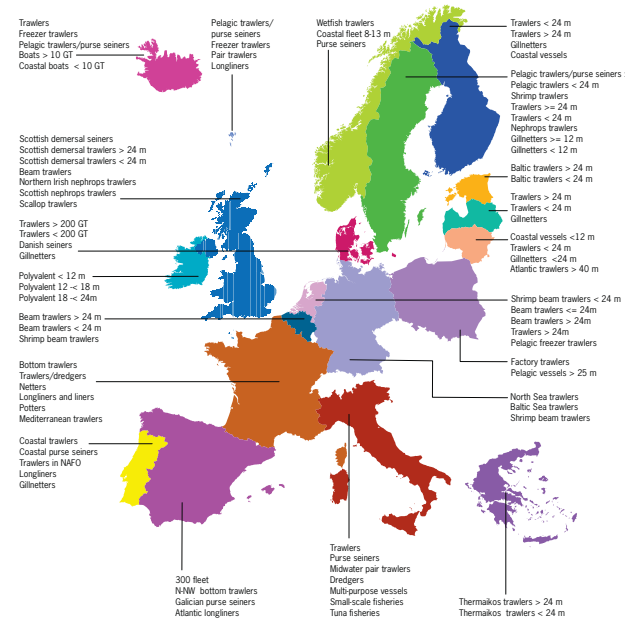 Trawlers
Freezer trawlers
Pelagic trawlers/purse seiners
Boats > 10 GT
Coastal boats < 10 GT
Pelagic trawlers/
purse seiners
Freezer trawlers
Pair trawlers
Longliners
Wetfish trawlers
Coastal fleet 8-13 m
Purse seiners
Trawlers < 24 m
Trawlers > 24 m
Gillnetters
Coastal vessels
Pelagic trawlers/purse seiners >
Pelagic trawlers < 24 m
Shrimp trawlers
Trawlers >= 24 m
Trawlers < 24 m
Nephrops trawlers
Gillnetters >= 12 m
Gillnetters < 12 m
Baltic trawlers > 24 m
Baltic trawlers < 24 m
Trawlers > 24 m
Trawlers < 24 m
Gillnetters
Coastal vessels <12 m
Trawlers < 24 m
Gillnetters <24 m
Atlantic trawlers > 40 m
Scottish demersal seiners
Scottish demersal trawlers > 24 m
Scottish demersal trawlers < 24 m
Beam trawlers
Northern Irish nephrops trawlers
Scottish nephrops trawlers
Scallop trawlers
Trawlers > 200 GT
Trawlers < 200 GT
Danish seiners
Gillnetters
Polyvalent < 12 m
Polyvalent 12 -< 18 m
Polyvalent 18 -< 24m
Beam trawlers > 24 m
Beam trawlers < 24 m
Shrimp beam trawlers
Shrimp beam trawlers < 24 m
Beam trawlers <= 24m
Beam trawlers > 24m
Trawlers > 24m
Pelagic freezer trawlers
Factory trawlers
Pelagic vessels > 25 m
North Sea trawlers
Baltic Sea trawlers
Shrimp beam trawlers
Bottom trawlers
Trawlers/dredgers
Netters
Longliners and liners
Potters
Mediterranean trawlers
Coastal trawlers
Coastal purse seiners
Trawlers in NAFO
Longliners
Gillnetters
300 fleet
N-NW bottom trawlers
Galician purse seiners
Atlantic longliners
Trawlers
Purse seiners
Midwater pair trawlers
Dredgers
Multi-purpose vessels
Small-scale fisheries
Tuna fisheries
Thermaikos trawlers > 24 m
Thermaikos trawlers < 24 m